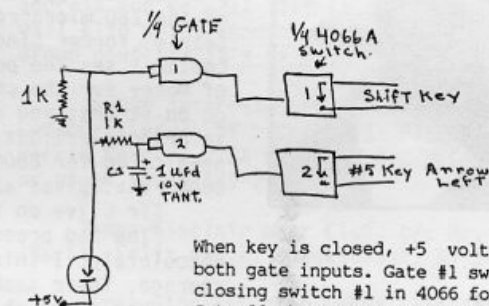 1/4 GATE
1/4 4066A
Switch.
1K
1
1
Shift Key
R1
1K
2
C1
+
-
1 ufd
10V
TANT.
2
#5 Key
Arrow
Left
+5V
When key is closed, +5 volt
both gate inputs. Gate #1 sw
closing switch #1 in 4066 fo